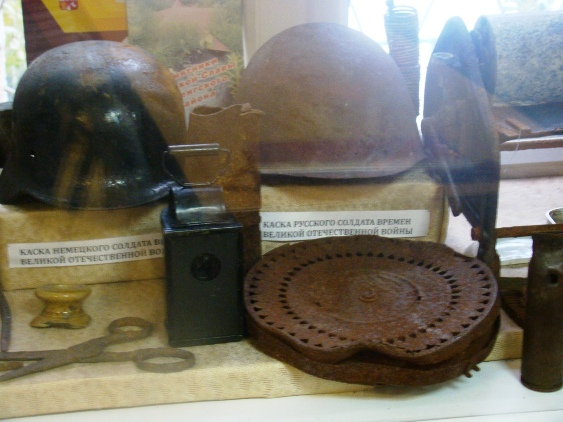 КАСКА НЕМЕЦКОГО СОЛДАТА
ВЕЛИКОЙ ОТЕЧЕСТВЕННОЙ
КАСКА РУССКОГО СОЛДАТА ВРЕМЕН
ВЕЛИКОЙ ОТЕЧЕСТВЕННОЙ ВОЙНЫ